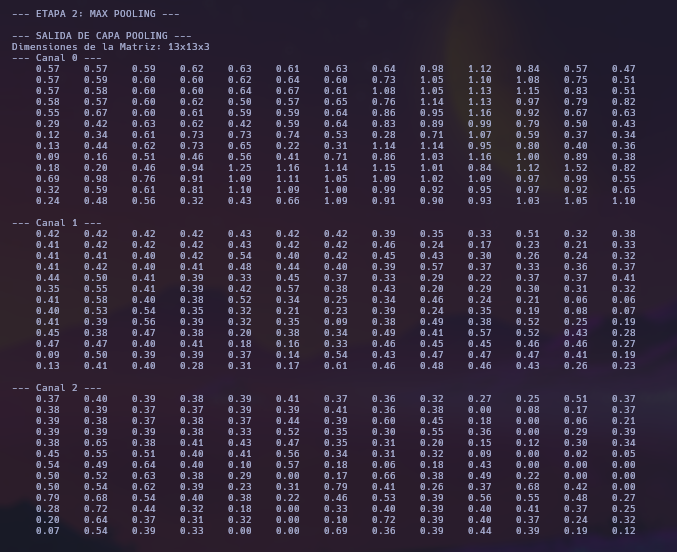 --- ETAPA 2: MAX POOLING ---
--- SALIDA DE CAPA POOLING ---
Dimensiones de la Matriz: 13x13x3
--- Canal 0 ---
0.57 0.57 0.59 0.62 0.63 0.61 0.63 0.64 0.98 1.12 0.84 0.57 0.47
0.57 0.59 0.60 0.60 0.62 0.64 0.60 0.73 1.05 1.10 1.08 0.75 0.51
0.57 0.58 0.60 0.60 0.64 0.67 0.61 1.08 1.05 1.13 1.15 0.83 0.51
0.58 0.57 0.60 0.62 0.50 0.57 0.65 0.76 1.14 1.13 0.97 0.79 0.82
0.55 0.67 0.60 0.61 0.59 0.59 0.64 0.86 0.95 1.16 0.92 0.67 0.63
0.29 0.42 0.63 0.62 0.42 0.59 0.64 0.83 0.89 0.99 0.79 0.50 0.43
0.12 0.34 0.61 0.73 0.73 0.74 0.53 0.28 0.71 1.07 0.59 0.37 0.34
0.13 0.44 0.62 0.73 0.65 0.22 0.31 1.14 1.14 0.95 0.80 0.40 0.36
0.09 0.16 0.51 0.46 0.56 0.41 0.71 0.86 1.03 1.16 1.00 0.89 0.38
0.18 0.20 0.46 0.94 1.25 1.16 1.14 1.15 1.01 0.84 1.12 1.52 0.82
0.69 0.98 0.76 0.91 1.09 1.11 1.05 1.09 1.02 1.09 0.97 0.99 0.55
0.32 0.59 0.61 0.81 1.10 1.09 1.00 0.99 0.92 0.95 0.97 0.92 0.65
0.24 0.48 0.56 0.32 0.43 0.66 1.09 0.91 0.90 0.93 1.03 1.05 1.10
--- Canal 1 ---
0.42 0.42 0.42 0.42 0.43 0.42 0.42 0.39 0.35 0.33 0.51 0.32 0.38
0.41 0.42 0.42 0.42 0.43 0.42 0.42 0.46 0.24 0.17 0.23 0.21 0.33
0.41 0.41 0.42 0.40 0.54 0.40 0.42 0.45 0.43 0.30 0.26 0.24 0.32
0.41 0.42 0.40 0.41 0.48 0.44 0.40 0.39 0.57 0.37 0.33 0.36 0.37
0.44 0.50 0.41 0.39 0.33 0.45 0.37 0.33 0.29 0.22 0.37 0.37 0.41
0.35 0.55 0.41 0.39 0.42 0.57 0.38 0.43 0.20 0.29 0.30 0.31 0.32
0.41 0.58 0.40 0.38 0.52 0.34 0.25 0.34 0.46 0.24 0.21 0.06 0.06
0.40 0.53 0.54 0.35 0.32 0.21 0.23 0.39 0.24 0.35 0.19 0.08 0.07
0.41 0.39 0.56 0.39 0.32 0.35 0.09 0.38 0.49 0.38 0.52 0.25 0.19
0.45 0.38 0.47 0.38 0.20 0.38 0.34 0.49 0.41 0.57 0.52 0.43 0.28
0.47 0.47 0.40 0.41 0.18 0.16 0.33 0.46 0.45 0.45 0.46 0.46 0.27
0.09 0.50 0.39 0.39 0.37 0.14 0.54 0.43 0.47 0.47 0.47 0.41 0.19
0.13 0.41 0.40 0.28 0.31 0.17 0.61 0.46 0.48 0.46 0.43 0.26 0.23
--- Canal 2 ---
0.37 0.40 0.39 0.38 0.39 0.41 0.37 0.36 0.32 0.27 0.25 0.51 0.37
0.38 0.39 0.37 0.37 0.39 0.39 0.41 0.36 0.38 0.00 0.08 0.17 0.37
0.39 0.38 0.37 0.38 0.37 0.44 0.39 0.60 0.45 0.18 0.00 0.06 0.21
0.39 0.39 0.39 0.38 0.33 0.52 0.35 0.30 0.55 0.36 0.00 0.29 0.39
0.38 0.65 0.38 0.41 0.43 0.47 0.35 0.31 0.20 0.15 0.12 0.30 0.34
0.45 0.55 0.51 0.40 0.41 0.56 0.34 0.31 0.32 0.09 0.00 0.02 0.05
0.54 0.49 0.64 0.40 0.10 0.57 0.18 0.06 0.18 0.43 0.00 0.00 0.00
0.50 0.52 0.63 0.38 0.29 0.00 0.17 0.66 0.38 0.49 0.22 0.00 0.00
0.50 0.54 0.62 0.39 0.23 0.31 0.79 0.41 0.26 0.37 0.68 0.42 0.00
0.79 0.68 0.54 0.40 0.38 0.22 0.46 0.53 0.39 0.56 0.55 0.48 0.27
0.28 0.72 0.44 0.32 0.18 0.00 0.33 0.40 0.39 0.40 0.41 0.37 0.25
0.20 0.64 0.37 0.31 0.32 0.00 0.10 0.72 0.39 0.40 0.37 0.24 0.32
0.07 0.54 0.39 0.33 0.00 0.00 0.69 0.36 0.39 0.44 0.39 0.19 0.12